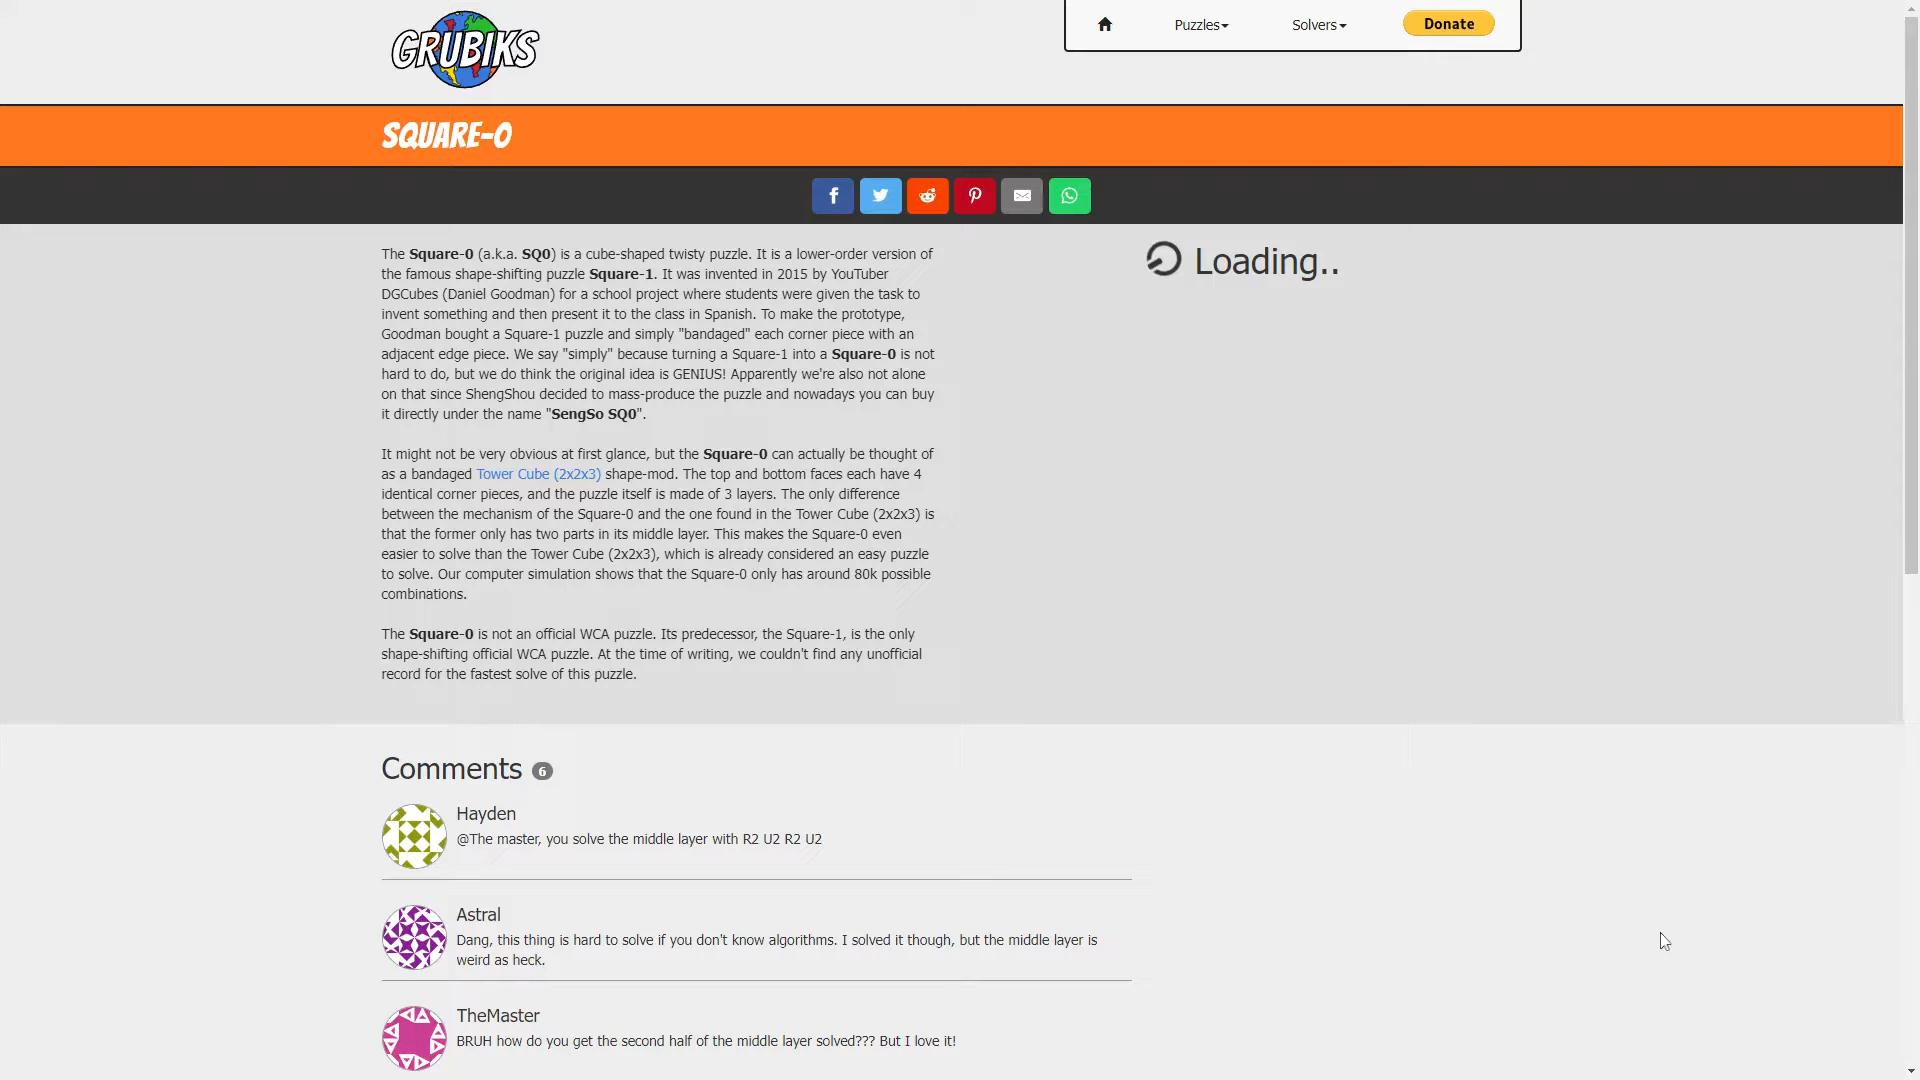 GRUBIKS
Puzzles
Solvers
Donate
SQUARE-0
The Square-0 (a.k.a. SQ0) is a cube-shaped twisty puzzle. It is a lower-order version of
the famous shape-shifting puzzle Square-1. It was invented in 2015 by YouTuber
DGCubes (Daniel Goodman) for a school project where students were given the task to
invent something and then present it to the class in Spanish. To make the prototype,
Goodman bought a Square-1 puzzle and simply "bandaged" each corner piece with an
adjacent edge piece. We say "simply" because turning a Square-1 into a Square-0 is not
hard to do, but we do think the original idea is GENIUS! Apparently we're also not alone
on that since ShengShou decided to mass-produce the puzzle and nowadays you can buy
it directly under the name "SengSo SQ0".
It might not be very obvious at first glance, but the Square-0 can actually be thought of
as a bandaged Tower Cube (2x2x3) shape-mod. The top and bottom faces each have 4
identical corner pieces, and the puzzle itself is made of 3 layers. The only difference
between the mechanism of the Square-0 and the one found in the Tower Cube (2x2x3) is
that the former only has two parts in its middle layer. This makes the Square-0 even
easier to solve than the Tower Cube (2x2x3), which is already considered an easy puzzle
to solve. Our computer simulation shows that the Square-0 only has around 80k possible
combinations.
The Square-0 is not an official WCA puzzle. Its predecessor, the Square-1, is the only
shape-shifting official WCA puzzle. At the time of writing, we couldn't find any unofficial
record for the fastest solve of this puzzle.
Loading..
Comments 6
Hayden
@The master, you solve the middle layer with R2 U2 R2 U2
Astral
Dang, this thing is hard to solve if you don't know algorithms. I solved it though, but the middle layer is
weird as heck.
TheMaster
BRUH how do you get the second half of the middle layer solved??? But I love it!